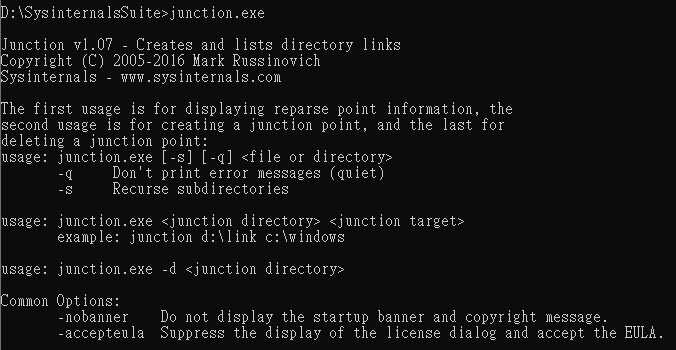 D:\SysinternalsSuite>junction.exe
Junction v1.07 - Creates and lists directory links
Copyright (C) 2005-2016 Mark Russinovich
Sysinternals - www.sysinternals.com
The first usage is for displaying reparse point information, the
second usage is for creating a junction point, and the last for
deleting a junction point:
usage: junction.exe [-s] [-q] <file or directory>
-q     Don't print error messages (quiet)
-s     Recurse subdirectories
usage: junction.exe <junction directory> <junction target>
example: junction d:\link c:\windows
usage: junction.exe -d <junction directory>
Common Options:
-nobanner    Do not display the startup banner and copyright message.
-accepteula  Suppress the display of the license dialog and accept the EULA.